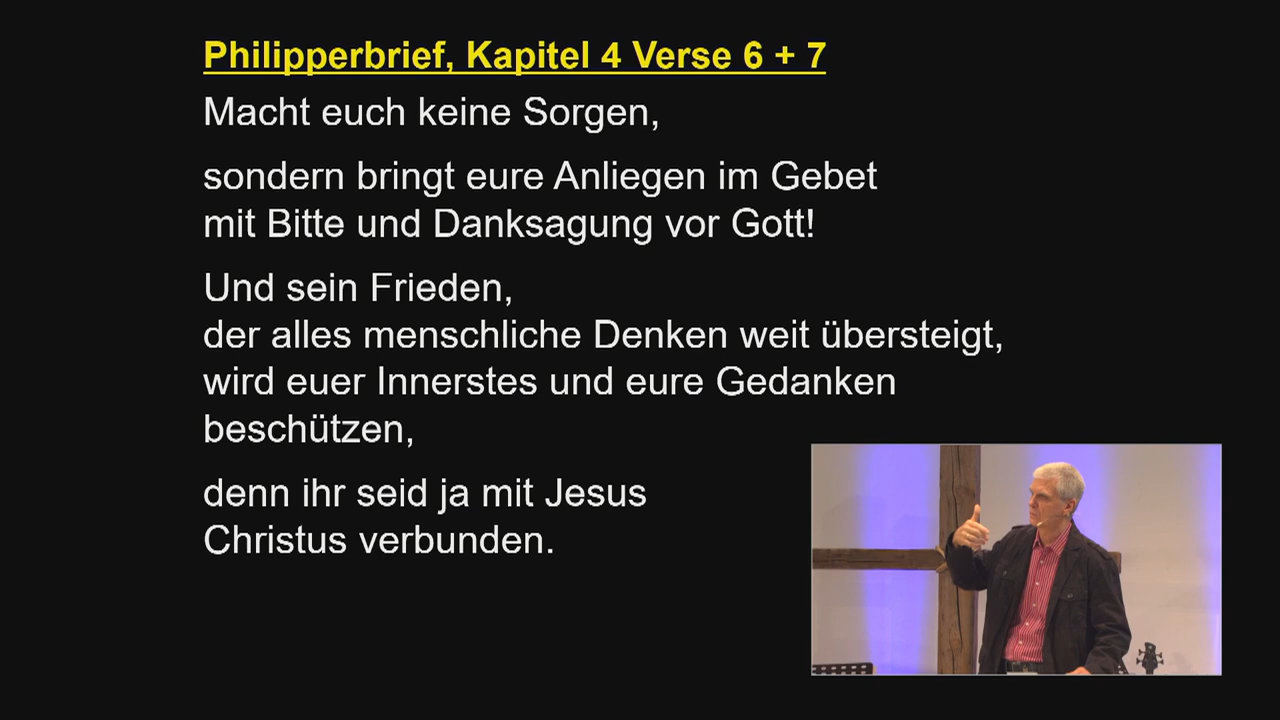 Philipperbrief, Kapitel 4 Verse 6 + 7
Macht euch keine Sorgen,
sondern bringt eure Anliegen im Gebet
mit Bitte und Danksagung vor Gott!
Und sein Frieden,
der alles menschliche Denken weit übersteigt,
wird euer Innerstes und eure Gedanken
beschützen,
denn ihr seid ja mit Jesus
Christus verbunden.